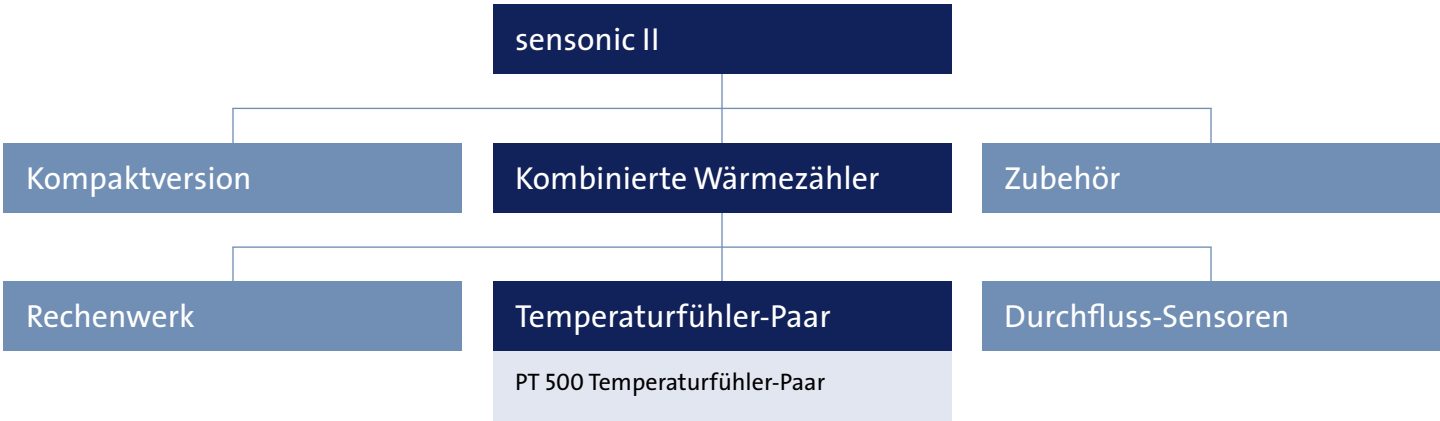 sensonic II
Kompaktversion
Kombinierte Wärmezähler
Zubehör
Rechenwerk
Temperaturfühler-Paar
Durchfluss-Sensoren
PT 500 Temperaturfühler-Paar